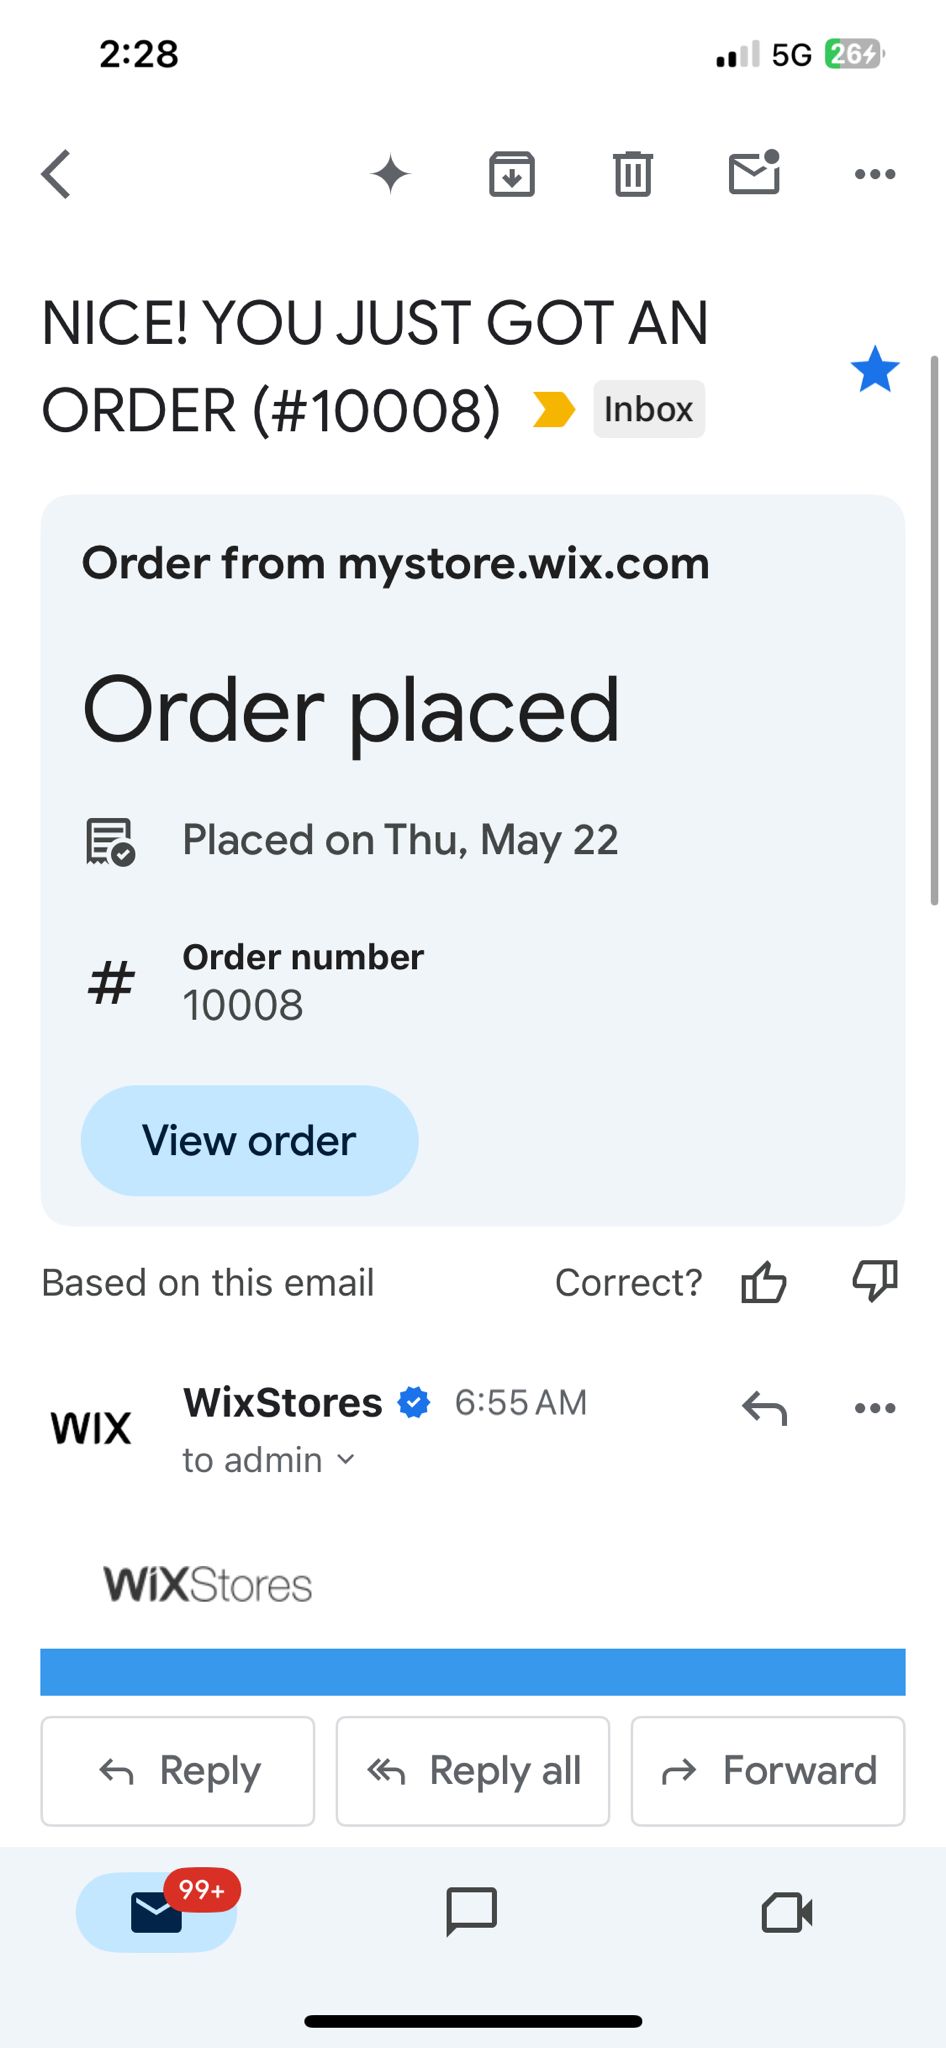 2:28
5G 26
NICE! YOU JUST GOT AN
ORDER (#10008) Inbox
Order from mystore.wix.com
Order placed
Placed on Thu, May 22
# Order number
10008
View order
Based on this email Correct?
WIX WixStores 6:55 AM
to admin
WiXStores
Reply Reply all Forward
99+